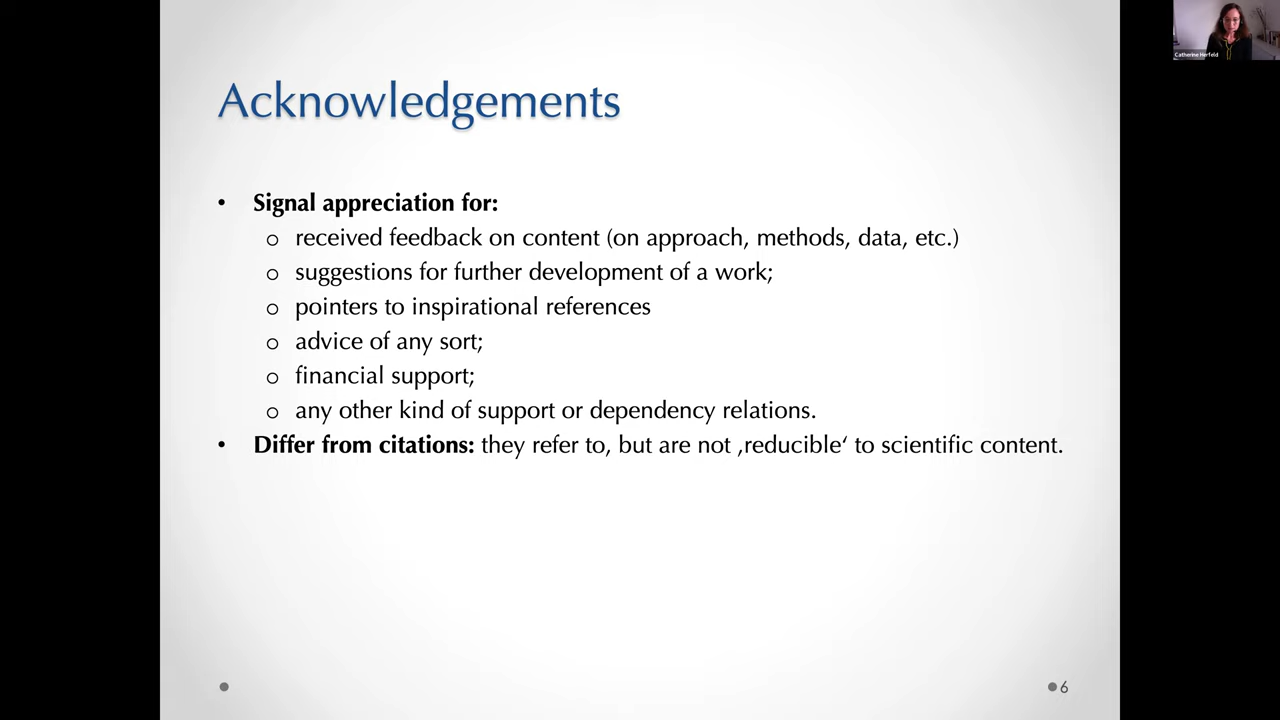 Catherine Herfeld
Acknowledgements
• Signal appreciation for:
o received feedback on content (on approach, methods, data, etc.)
o suggestions for further development of a work;
o pointers to inspirational references
o advice of any sort;
o financial support;
o any other kind of support or dependency relations.
• Differ from citations: they refer to, but are not ‚reducible‘ to scientific content.
6